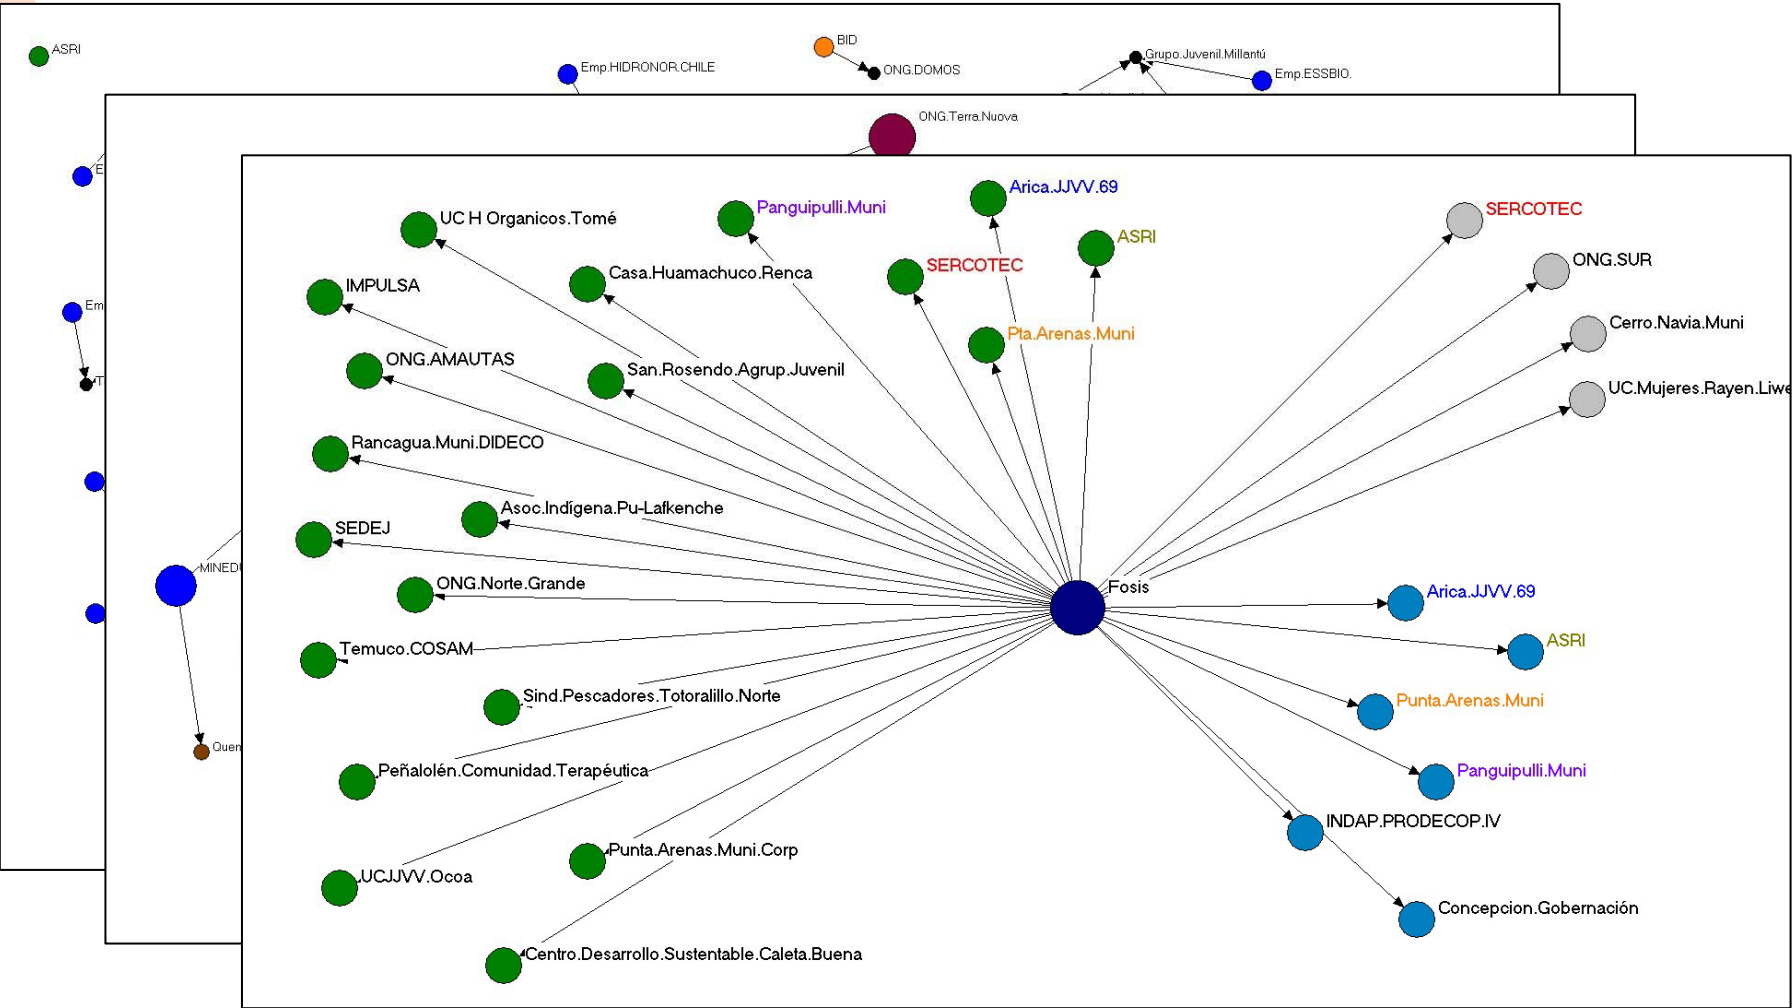 ASRI
BID
Grupo.Juvenil.Millantú
Emp.HIDRONOR.CHILE
ONG.DOMOS
Emp.ESSBIO.
ONG.Terra.Nuova
E
Em
T
MINED
Quen
Arica.JJVV.69
Panguipulli.Muni
SERCOTEC
UC H Organicos.Tomé
ASRI
ONG.SUR
SERCOTEC
Casa.Huamachuco.Renca
IMPULSA
Cerro.Navia.Muni
Pta.Arenas.Muni
ONG.AMAUTAS
San.Rosendo.Agrup.Juvenil
UC.Mujeres.Rayen.Liwe
Rancagua.Muni.DIDECO
Asoc.Indígena.Pu-Lafkenche
SEDEJ
ONG.Norte.Grande
Fosis
Arica.JJVV.69
ASRI
Temuco.COSAM
Sind.Pescadores.Totoralillo.Norte
Punta.Arenas.Muni
Peñalolén.Comunidad.Terapéutica
Panguipulli.Muni
INDAP.PRODECOP.IV
Punta.Arenas.Muni.Corp
UCJJVV.Ocoa
Concepcion.Gobernación
Centro.Desarrollo.Sustentable.Caleta.Buena